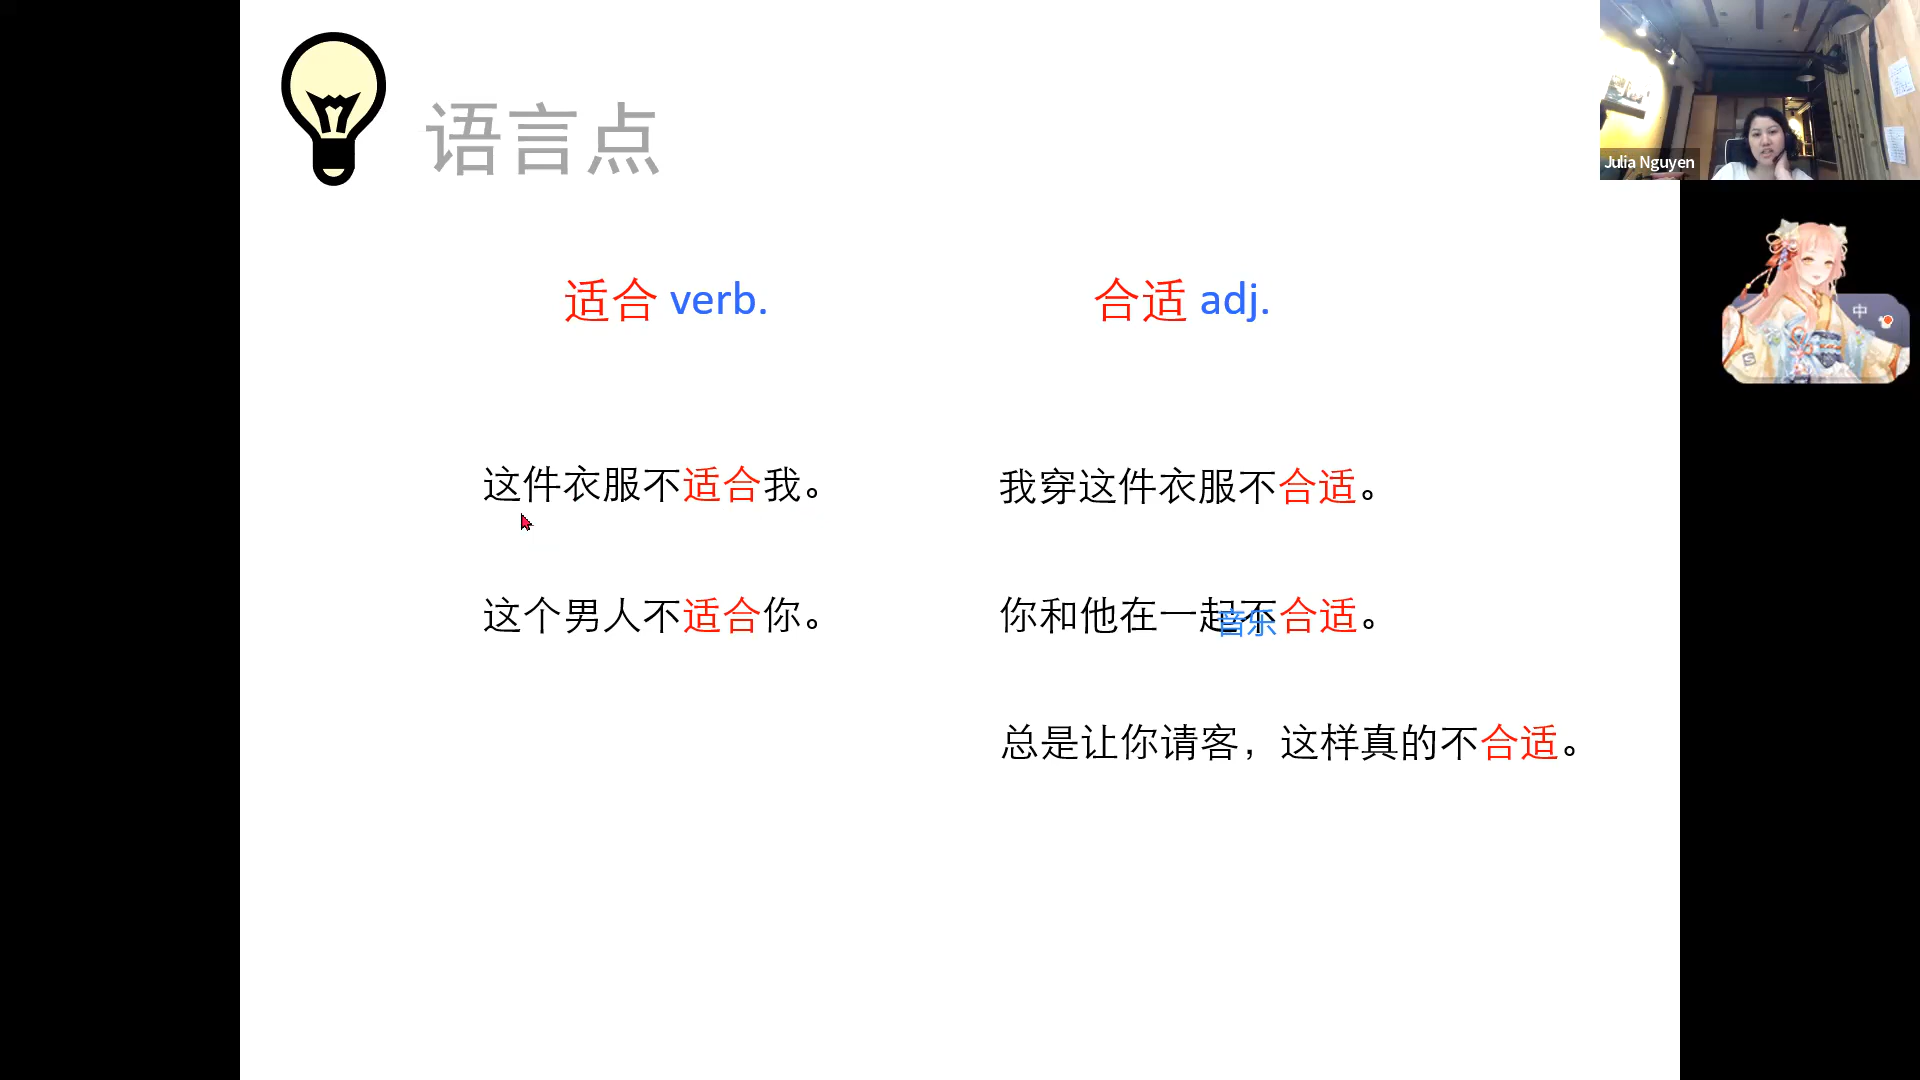 语言点
Julia Nguyen
中
适合 verb.
合适 adj.
这件衣服不适合我。
我穿这件衣服不合适。
这个男人不适合你。
你和他在一起不合适。
音乐
总是让你请客，这样真的不合适。